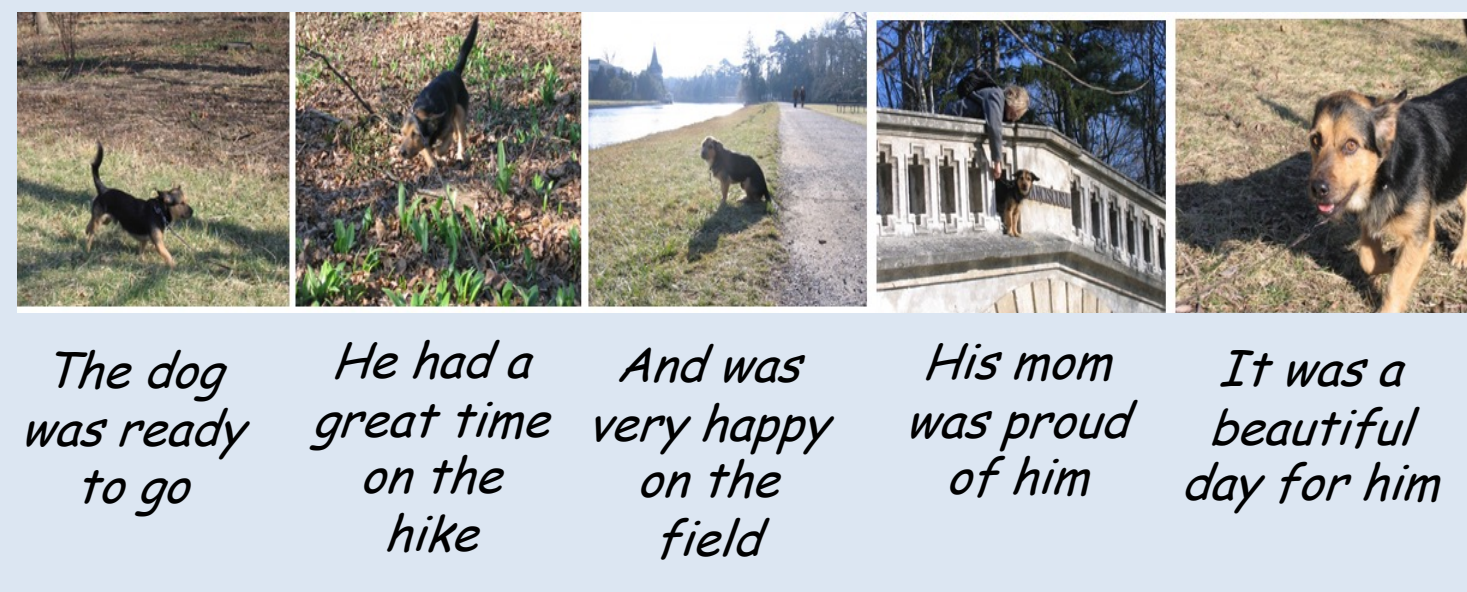 The dog
was ready
to go
He had a
great time
on the
hike
And was
very happy
on the
field
His mom
was proud
of him
It was a
beautiful
day for him